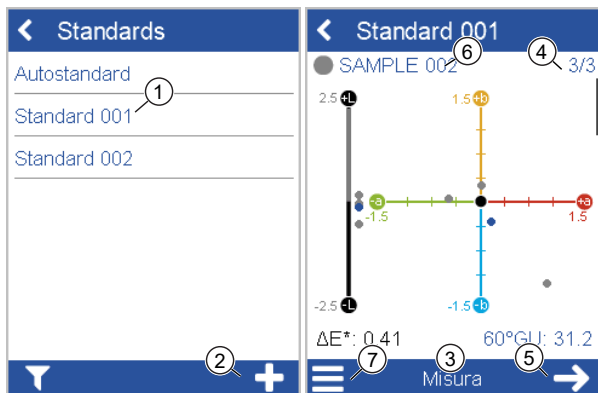 Standards
Autostandard
1
Standard 001
Standard 002
2
Standard 001
6
4
SAMPLE 002
3/3
2.5 +L
1.5 +b
-a
+a
-1.5
1.5
-2.5 -L
-1.5 -b
ΔE*: 0.41
60°GU: 31.2
7
3
5
Misura